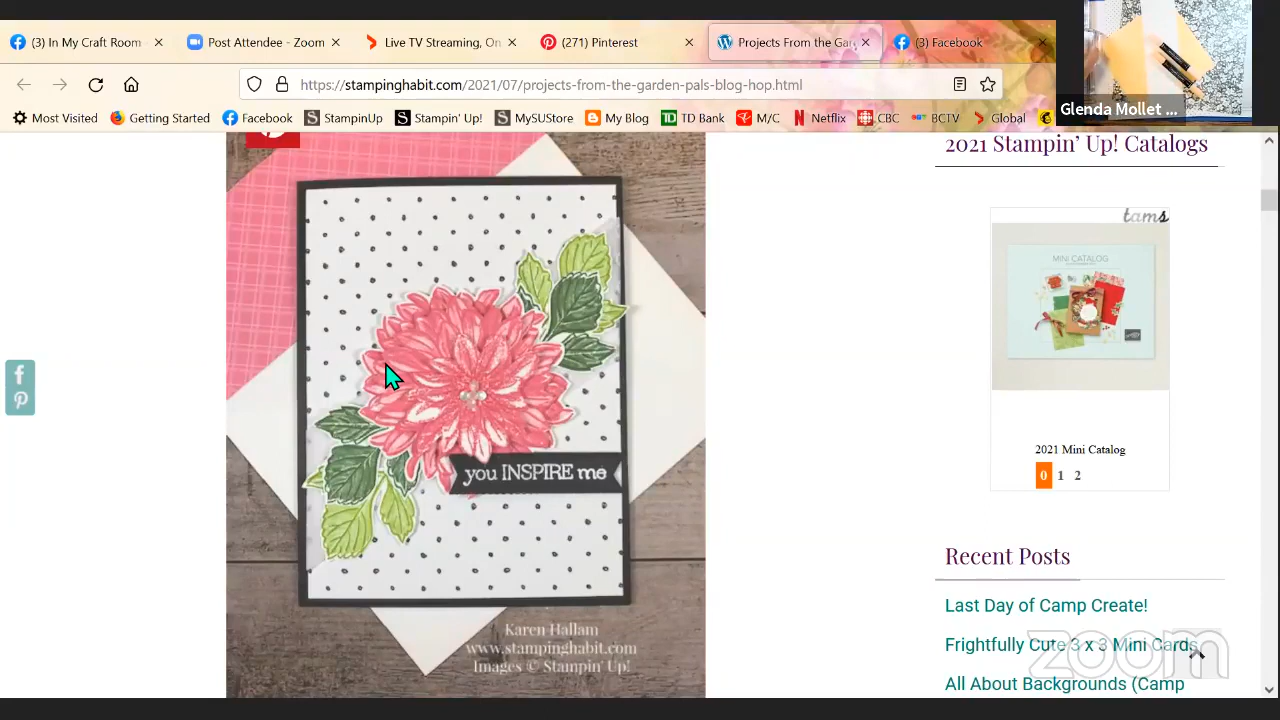 (3) In My Craft Room
Post Attendee - Zoom
Live TV Streaming, On
(271) Pinterest
Projects From the Gar
(3) Facebook
https://stampinghabit.com/2021/07/projects-from-the-garden-pals-blog-hop.html
Glenda Mollet ...
Most Visited
Getting Started
Facebook
StampinUp
Stampin' Up!
MySUStore
My Blog
TD Bank
M/C
Netflix
CBC
BCTV
Global
2021 Stampin' Up! Catalogs
tams
MINI CATALOG
2021 Mini Catalog
0 1 2
you INSPIRE me
Recent Posts
Last Day of Camp Create!
Frightfully Cute 3 x 3 Mini Cards
All About Backgrounds (Camp
Karen Hallam
www.stampinghabit.com
Images © Stampin' Up!
zoom